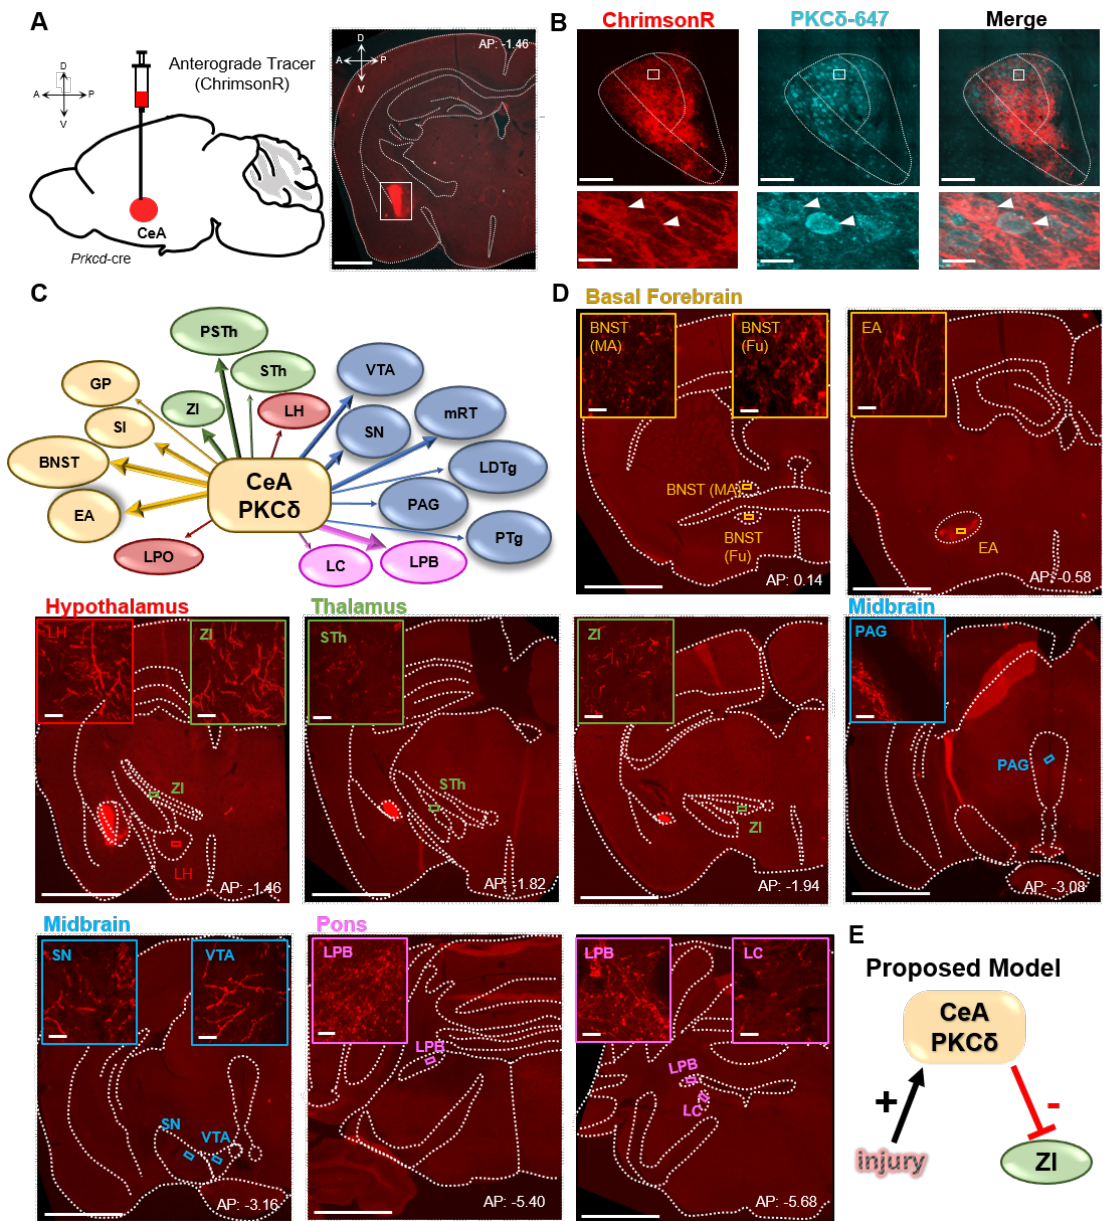 A
D
A
P
V
Anterograde Tracer
(ChrimsonR)
CeA
Prkcd-cre
D
A
P
V
AP: -1.46
B
ChrimsonR
PKCδ-647
Merge
C
PSTh
STh
VTA
GP
ZI
LH
mRT
SI
SN
BNST
LDTg
CeA
PKCδ
EA
PAG
LPO
PTg
LC
LPB
D
Basal Forebrain
BNST
(MA)
BNST
(Fu)
BNST (MA)
BNST
(Fu)
AP: 0.14
EA
EA
AP: -0.58
Hypothalamus
LH
ZI
ZI
LH
AP: -1.46
Thalamus
STh
STh
AP: -1.82
ZI
ZI
AP: -1.94
Midbrain
PAG
PAG
AP: -3.08
Midbrain
SN
VTA
SN
VTA
AP: -3.16
Pons
LPB
LPB
AP: -5.40
LPB
LC
LPB
LC
AP: -5.68
E
Proposed Model
CeA
PKCδ
+
-
injury
ZI